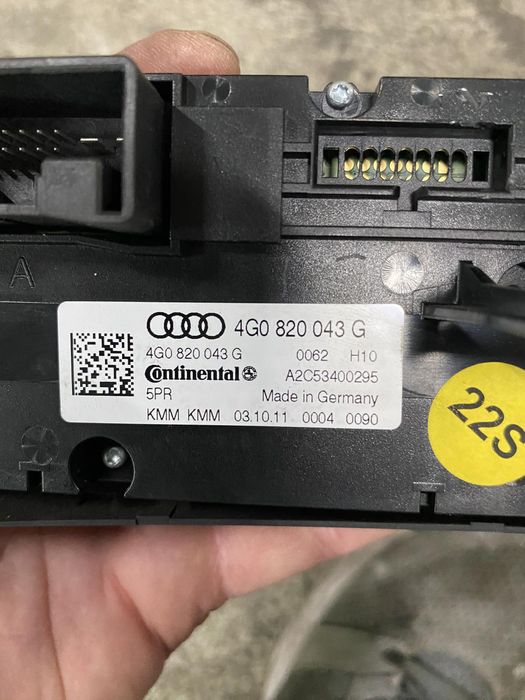 A
4G0 820 043 G
4G0 820 043 G 0062 H10
Continental A2C53400295
5PR Made in Germany
KMM KMM 03.10.11 0004 0090
22S